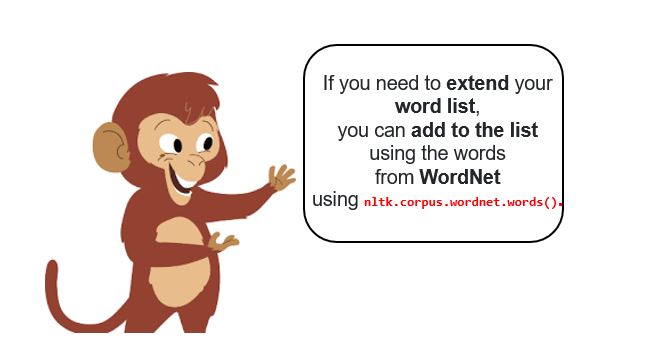 If you need to extend your
word list,
you can add to the list
using the words
from WordNet
using nltk.corpus.wordnet.words().